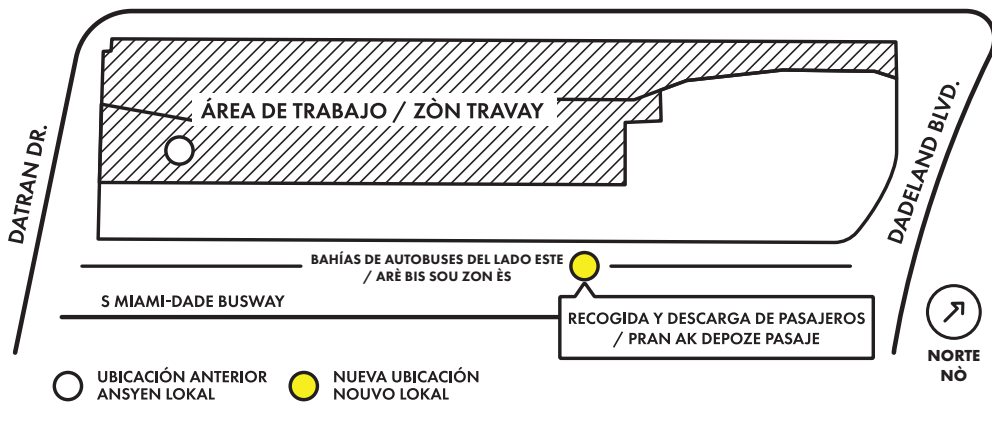 ÁREA DE TRABAJO / ZÒN TRAVAY
DATRAN DR.
DADELAND BLVD.
BAHÍAS DE AUTOBUSES DEL LADO ESTE
/ ARÈ BIS SOU ZON ÈS
S MIAMI-DADE BUSWAY
RECOGIDA Y DESCARGA DE PASAJEROS
/ PRAN AK DEPOZE PASAJE
NORTE
NÒ
UBICACIÓN ANTERIOR
ANSYEN LOKAL
NUEVA UBICACIÓN
NOUVO LOKAL